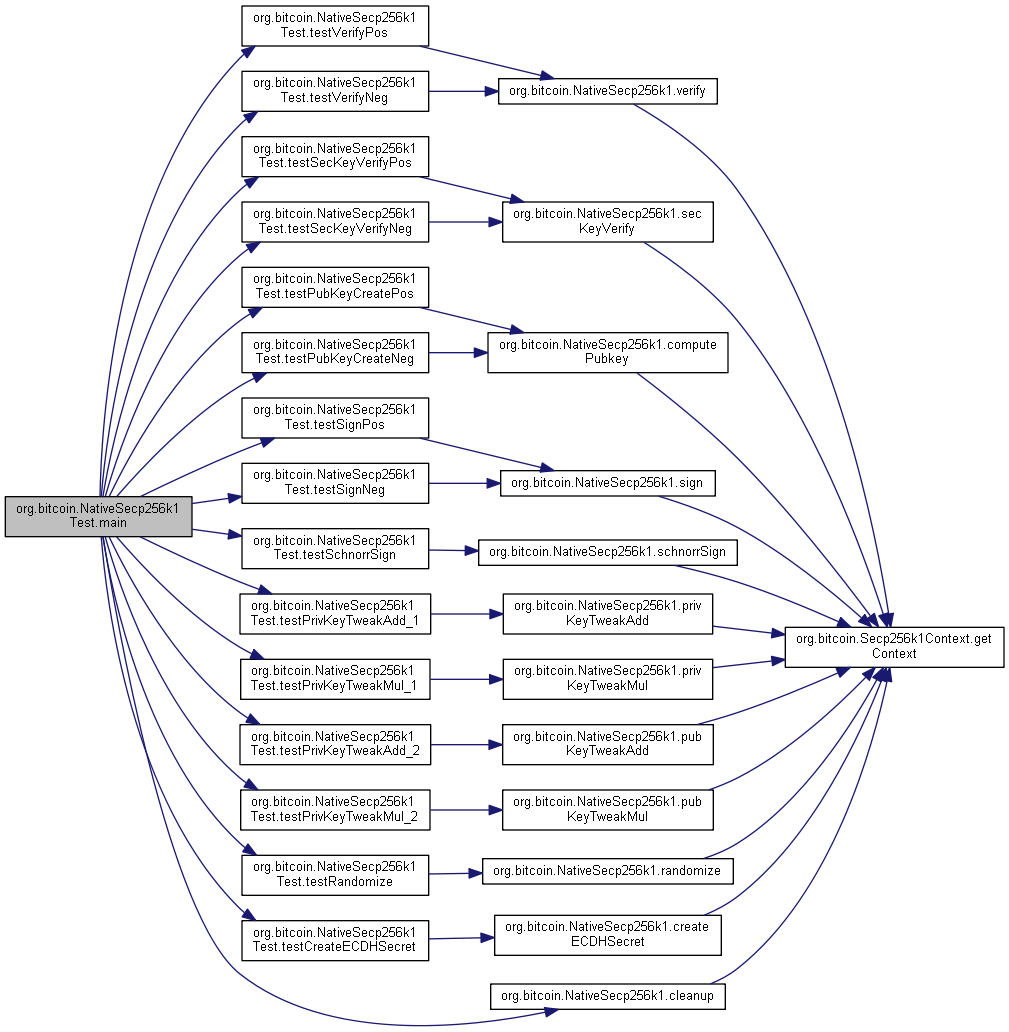 org.bitcoin.NativeSecp256k1
Test.main
org.bitcoin.NativeSecp256k1
Test.testVerifyPos
org.bitcoin.NativeSecp256k1
Test.testVerifyNeg
org.bitcoin.NativeSecp256k1
Test.testSecKeyVerifyPos
org.bitcoin.NativeSecp256k1
Test.testSecKeyVerifyNeg
org.bitcoin.NativeSecp256k1
Test.testPubKeyCreatePos
org.bitcoin.NativeSecp256k1
Test.testPubKeyCreateNeg
org.bitcoin.NativeSecp256k1
Test.testSignPos
org.bitcoin.NativeSecp256k1
Test.testSignNeg
org.bitcoin.NativeSecp256k1
Test.testSchnorrSign
org.bitcoin.NativeSecp256k1
Test.testPrivKeyTweakAdd_1
org.bitcoin.NativeSecp256k1
Test.testPrivKeyTweakMul_1
org.bitcoin.NativeSecp256k1
Test.testPrivKeyTweakAdd_2
org.bitcoin.NativeSecp256k1
Test.testPrivKeyTweakMul_2
org.bitcoin.NativeSecp256k1
Test.testRandomize
org.bitcoin.NativeSecp256k1
Test.testCreateECDHSecret
org.bitcoin.NativeSecp256k1.verify
org.bitcoin.NativeSecp256k1.sec
KeyVerify
org.bitcoin.NativeSecp256k1.compute
Pubkey
org.bitcoin.NativeSecp256k1.sign
org.bitcoin.NativeSecp256k1.schnorrSign
org.bitcoin.NativeSecp256k1.priv
KeyTweakAdd
org.bitcoin.NativeSecp256k1.priv
KeyTweakMul
org.bitcoin.NativeSecp256k1.pub
KeyTweakAdd
org.bitcoin.NativeSecp256k1.pub
KeyTweakMul
org.bitcoin.NativeSecp256k1.randomize
org.bitcoin.NativeSecp256k1.create
ECDHSecret
org.bitcoin.NativeSecp256k1.cleanup
org.bitcoin.Secp256k1Context.get
Context